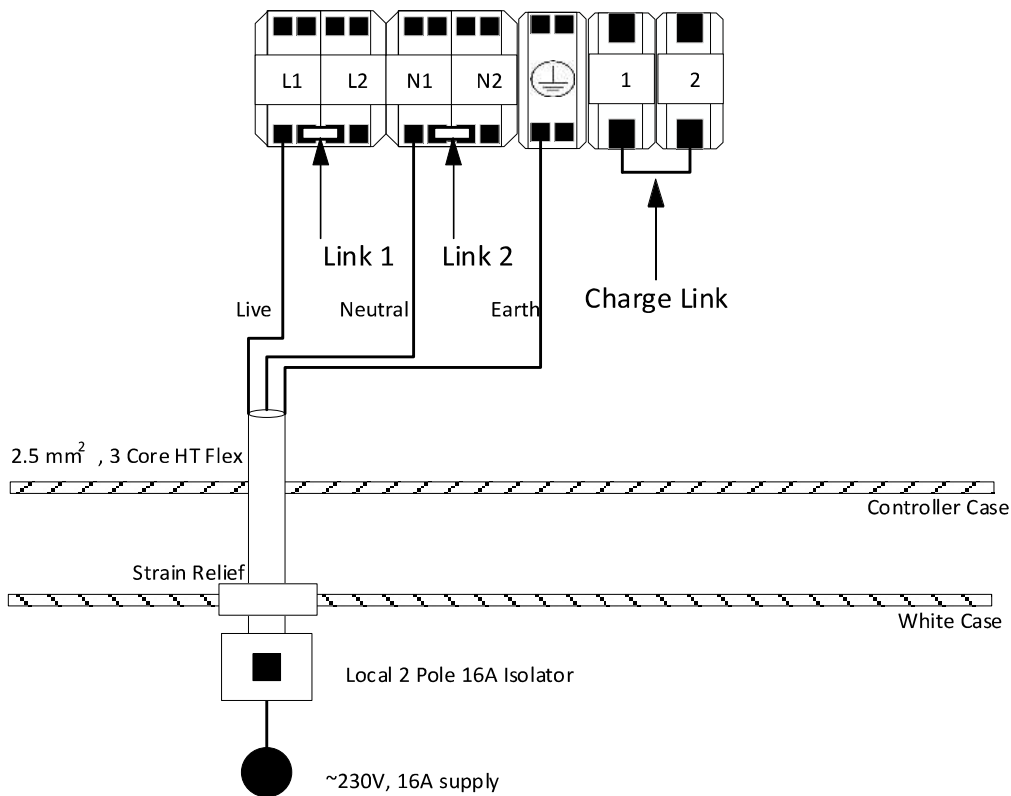 L1 L2 N1 N2 1 2
Link 1 Link 2
Charge Link
Live Neutral Earth
2.5 mm² , 3 Core HT Flex
Controller Case
Strain Relief
White Case
Local 2 Pole 16A Isolator
~230V, 16A supply